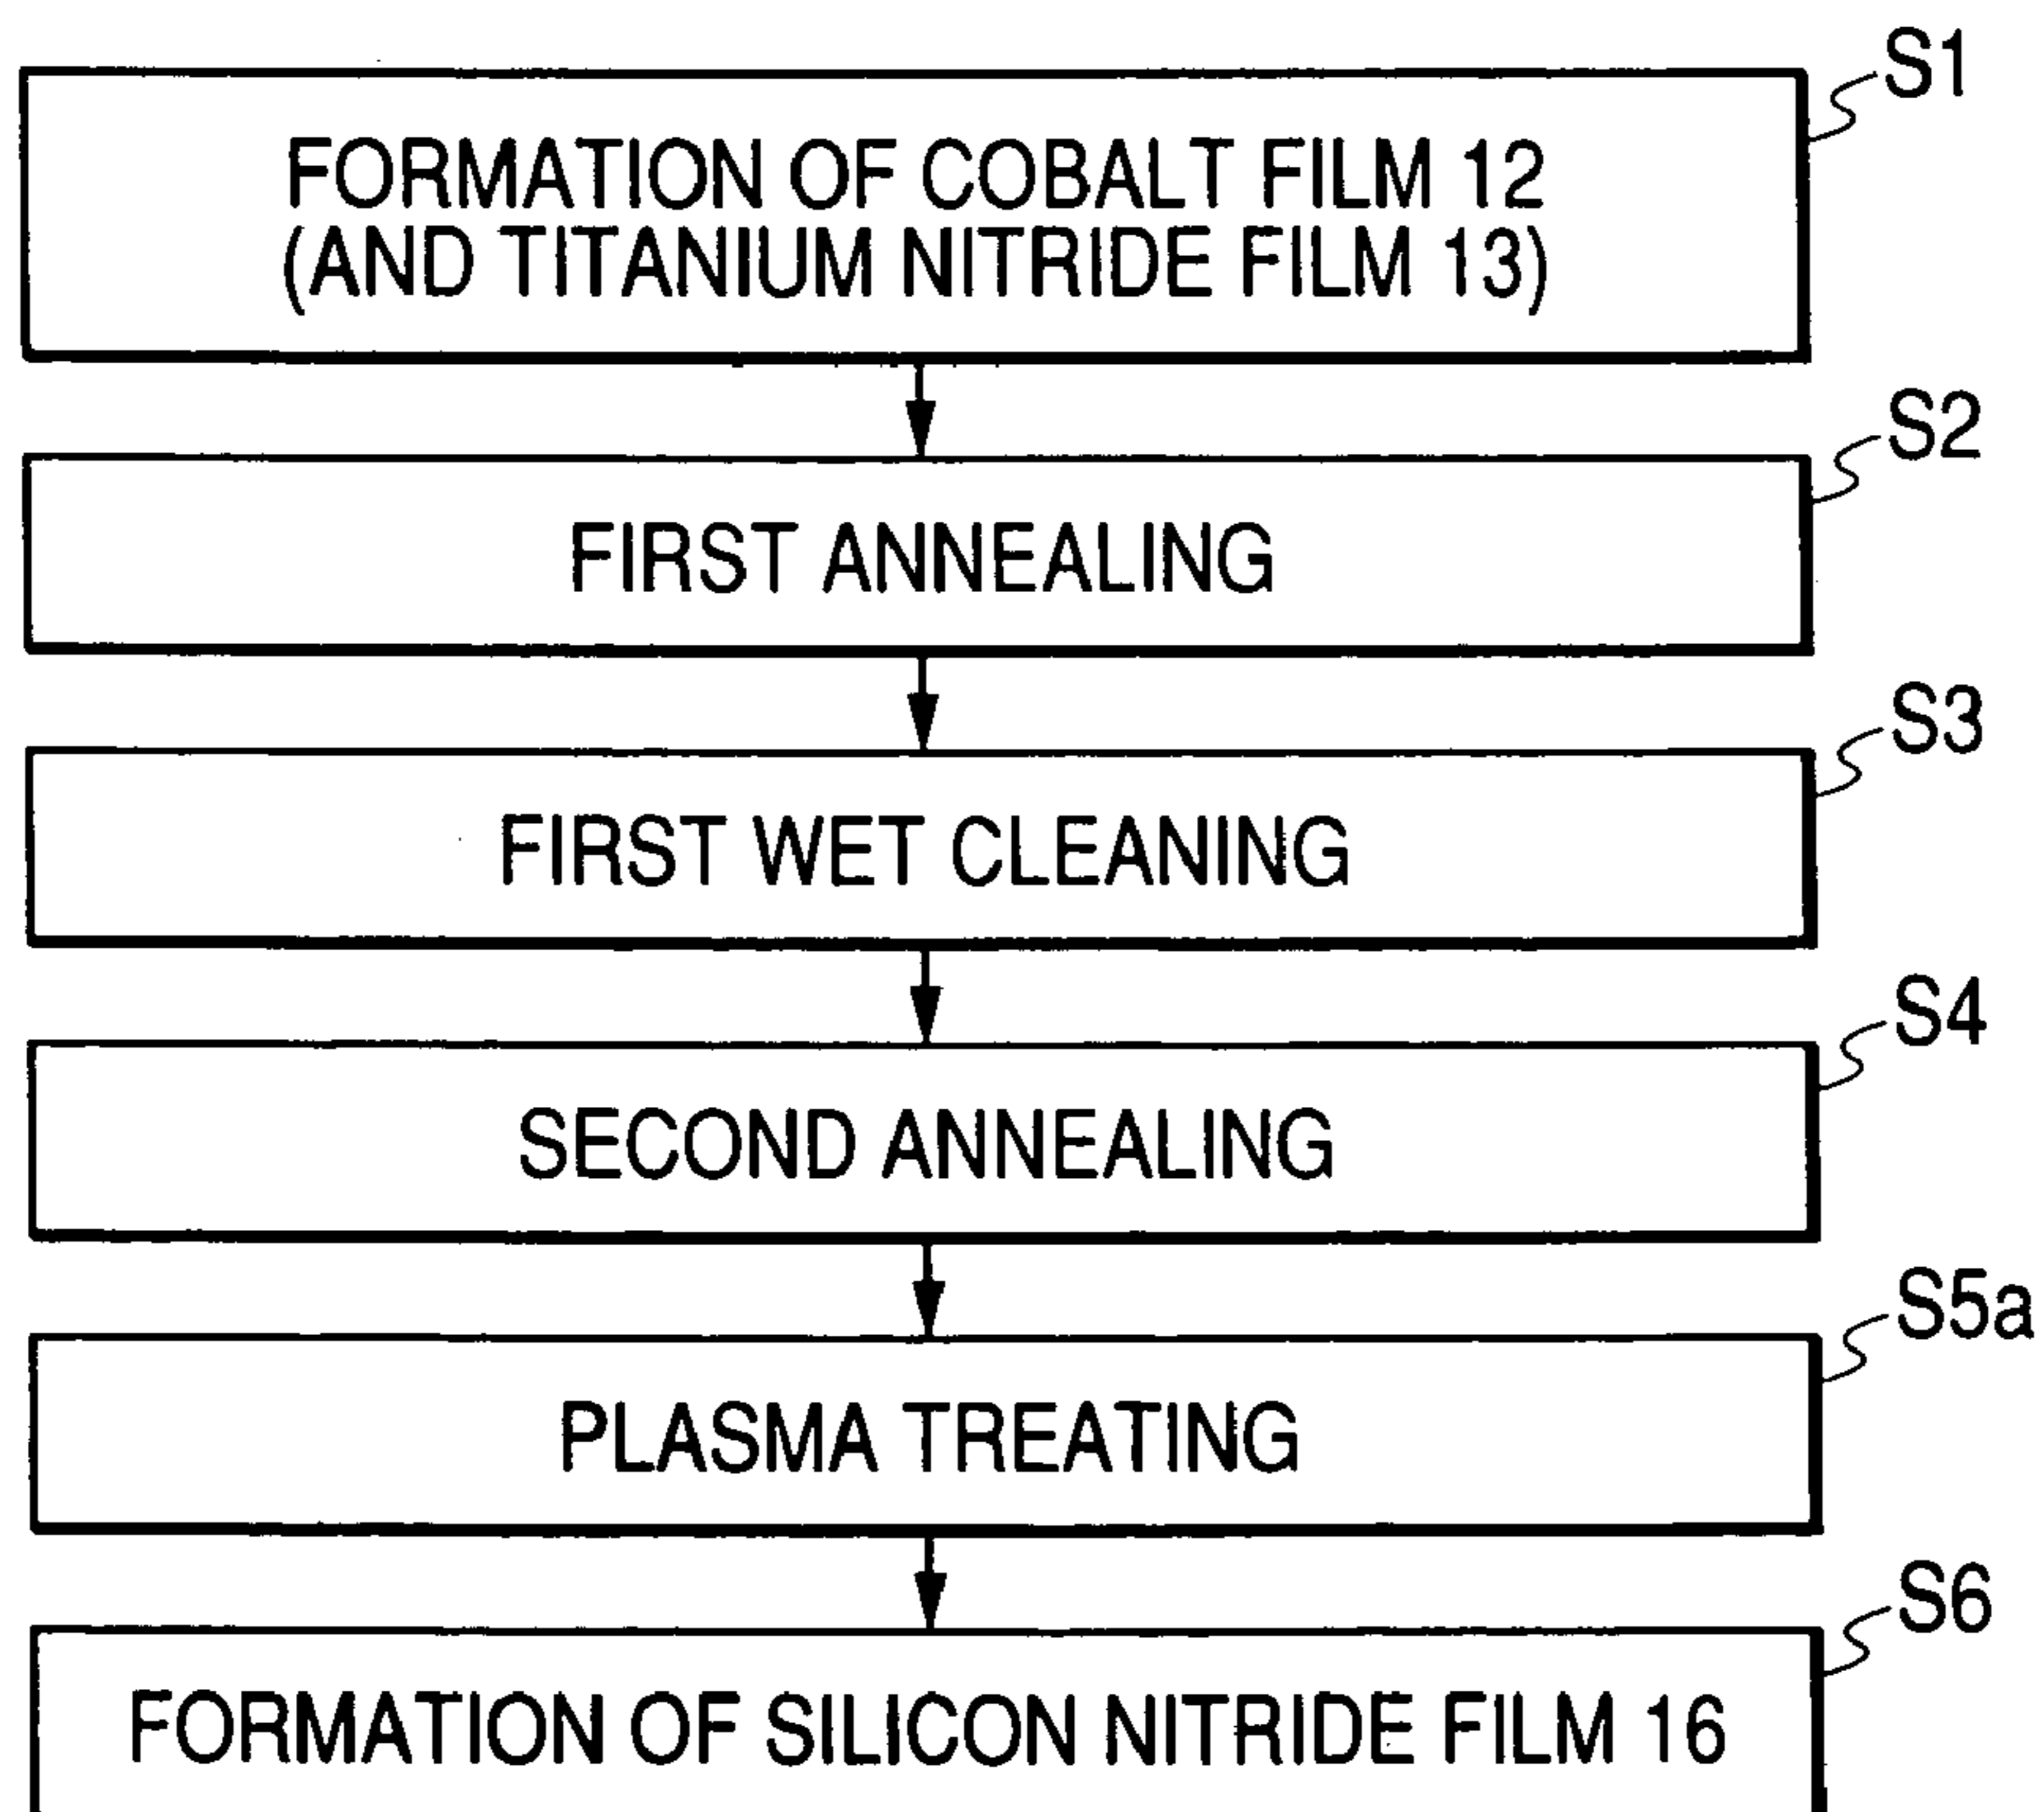 S1
FORMATION OF COBALT FILM 12
(AND TITANIUM NITRIDE FILM 13)
S2
FIRST ANNEALING
S3
FIRST WET CLEANING
S4
SECOND ANNEALING
S5a
PLASMA TREATING
S6
FORMATION OF SILICON NITRIDE FILM 16